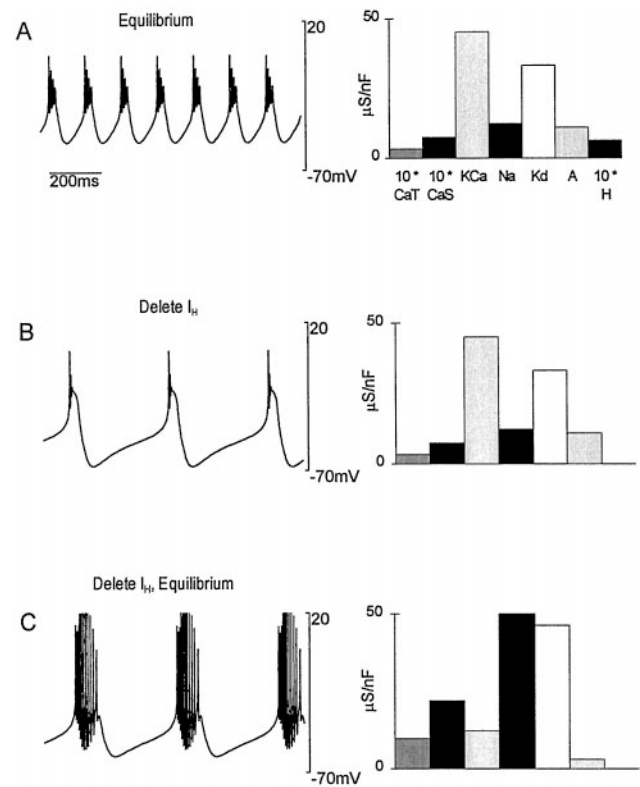 A
Equilibrium
20
-70mV
200ms
50
0
µS/nF
10* 10* KCa Na Kd A 10*
CaT CaS H
B
Delete I_H
20
-70mV
50
0
µS/nF
C
Delete I_H, Equilibrium
20
-70mV
50
0
µS/nF